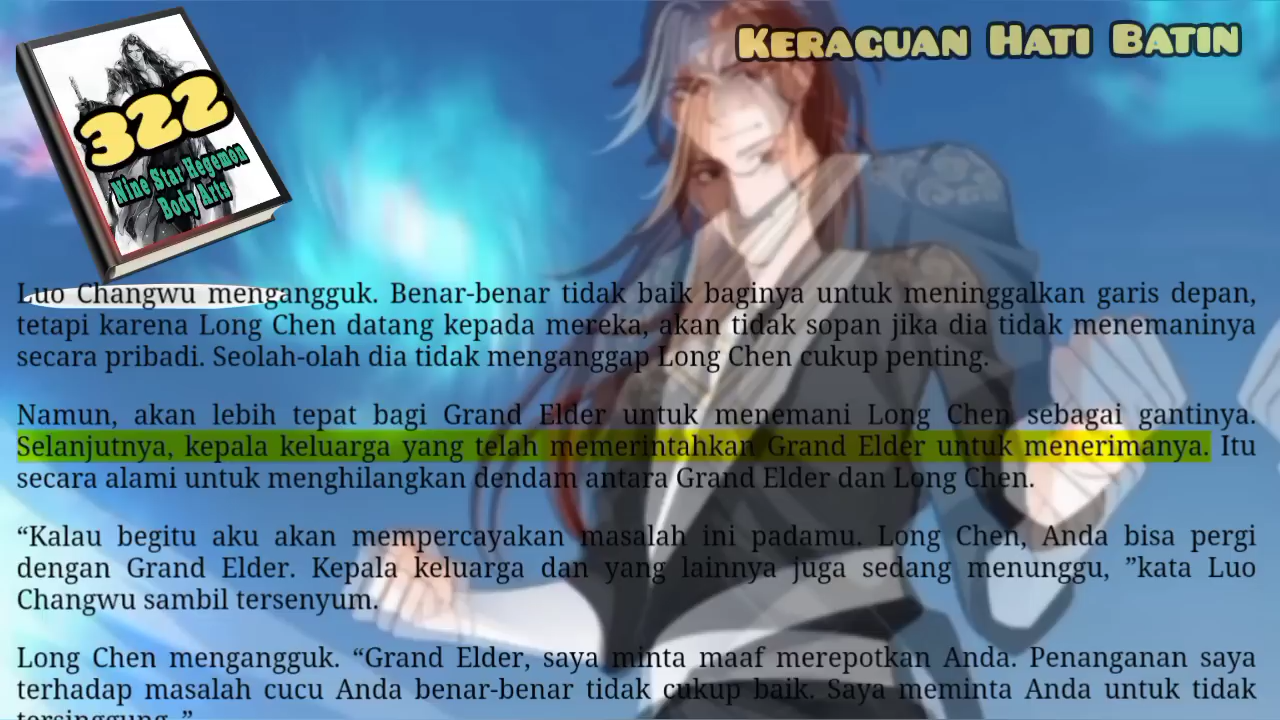 Keraguan Hati Batin
322
Nine Star Hegemon
Body Arts
Luo Changwu mengangguk. Benar-benar tidak baik baginya untuk meninggalkan garis depan,
tetapi karena Long Chen datang kepada mereka, akan tidak sopan jika dia tidak menemaninya
secara pribadi. Seolah-olah dia tidak menganggap Long Chen cukup penting.
Namun, akan lebih tepat bagi Grand Elder untuk menemani Long Chen sebagai gantinya.
Selanjutnya, kepala keluarga yang telah memerintahkan Grand Elder untuk menerimanya. Itu
secara alami untuk menghilangkan dendam antara Grand Elder dan Long Chen.
“Kalau begitu aku akan mempercayakan masalah ini padamu. Long Chen, Anda bisa pergi
dengan Grand Elder. Kepala keluarga dan yang lainnya juga sedang menunggu, ”kata Luo
Changwu sambil tersenyum.
Long Chen mengangguk. “Grand Elder, saya minta maaf merepotkan Anda. Penanganan saya
terhadap masalah cucu Anda benar-benar tidak cukup baik. Saya meminta Anda untuk tidak
tersinggung. ”